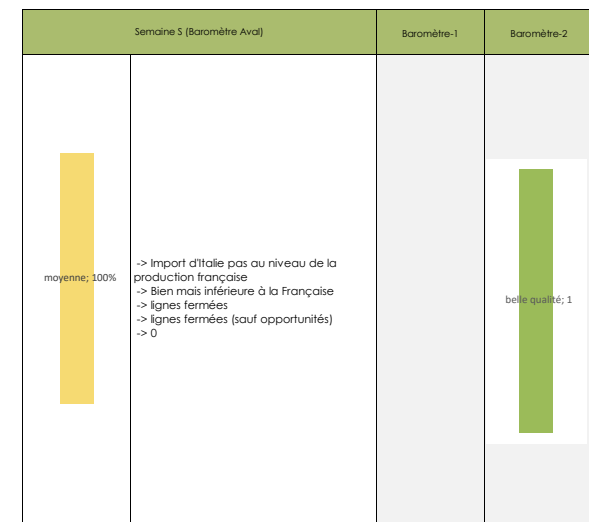 Semaine S (Baromètre Aval)
Baromètre-1
Baromètre-2
moyenne; 100%
-> Import d'Italie pas au niveau de la
production française
-> Bien mais inférieure à la Française
-> lignes fermées
-> lignes fermées (sauf opportunités)
-> 0
belle qualité; 1